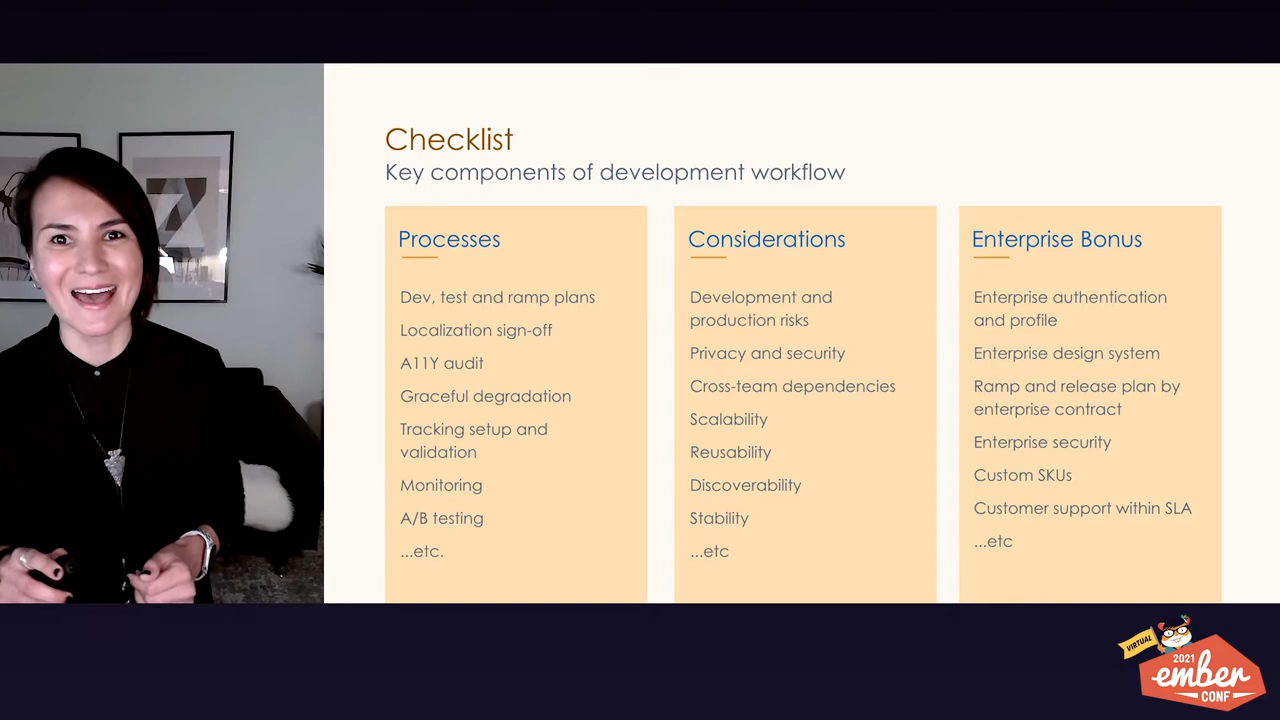 Checklist
Key components of development workflow
Processes
Dev, test and ramp plans
Localization sign-off
A11Y audit
Graceful degradation
Tracking setup and
validation
Monitoring
A/B testing
...etc.
Considerations
Development and
production risks
Privacy and security
Cross-team dependencies
Scalability
Reusability
Discoverability
Stability
...etc
Enterprise Bonus
Enterprise authentication
and profile
Enterprise design system
Ramp and release plan by
enterprise contract
Enterprise security
Custom SKUs
Customer support within SLA
...etc
VIRTUAL
2021
ember
CONF